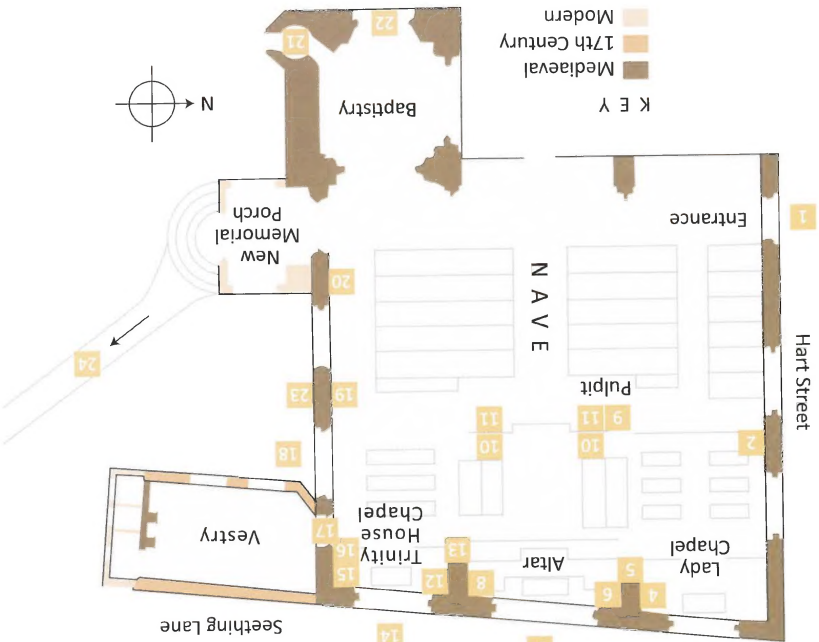 14
Seething Lane
4
6
5
8
12
13
15
16
17
Lady
Chapel
Altar
Trinity
House
Chapel
Vestry
2
10
10
9 11
11
18
Pulpit
19
23
24
Hart Street
NAVE
20
New
Memorial
Porch
1
Entrance
Baptistry
N
KEY
Mediaeval
17th Century
Modern
21
22